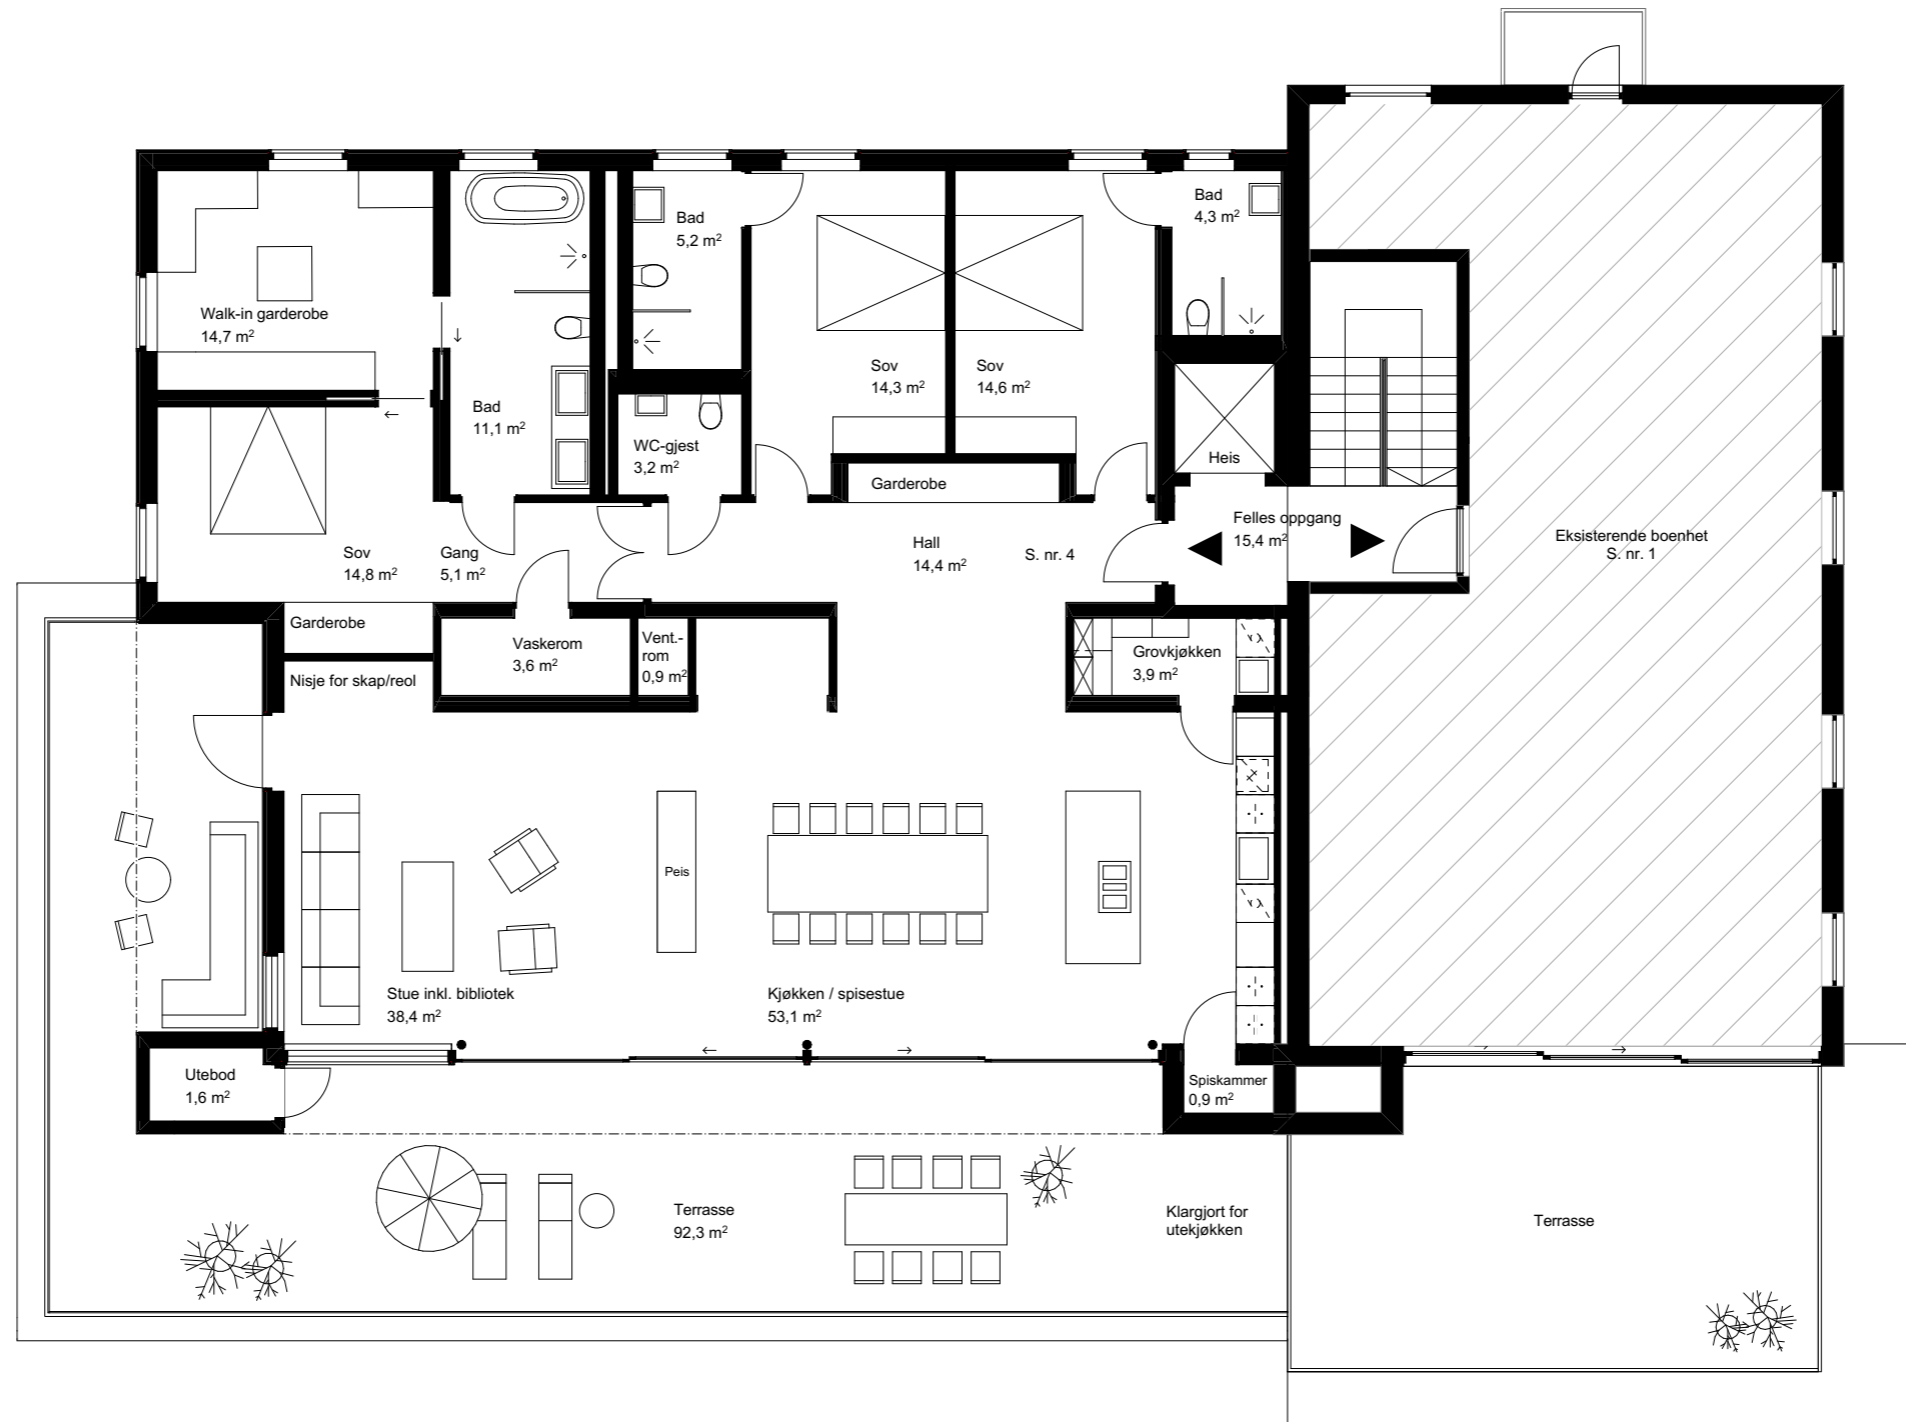 Bad
4,3 m²
Bad
5,2 m²
Walk-in garderobe
14,7 m²
Sov
14,3 m²
Sov
14,6 m²
Bad
11,1 m²
WC-gjest
3,2 m²
Heis
Garderobe
Felles oppgang
15,4 m²
Eksisterende boenhet
S. nr. 1
Sov
14,8 m²
Gang
5,1 m²
Hall
14,4 m²
S. nr. 4
Garderobe
Vaskerom
3,6 m²
Vent.-
rom
0,9 m²
Grovkjøkken
3,9 m²
Nisje for skap/reol
Peis
Stue inkl. bibliotek
38,4 m²
Kjøkken / spisestue
53,1 m²
Utebod
1,6 m²
Spiskammer
0,9 m²
Terrasse
92,3 m²
Klargjort for
utekjøkken
Terrasse